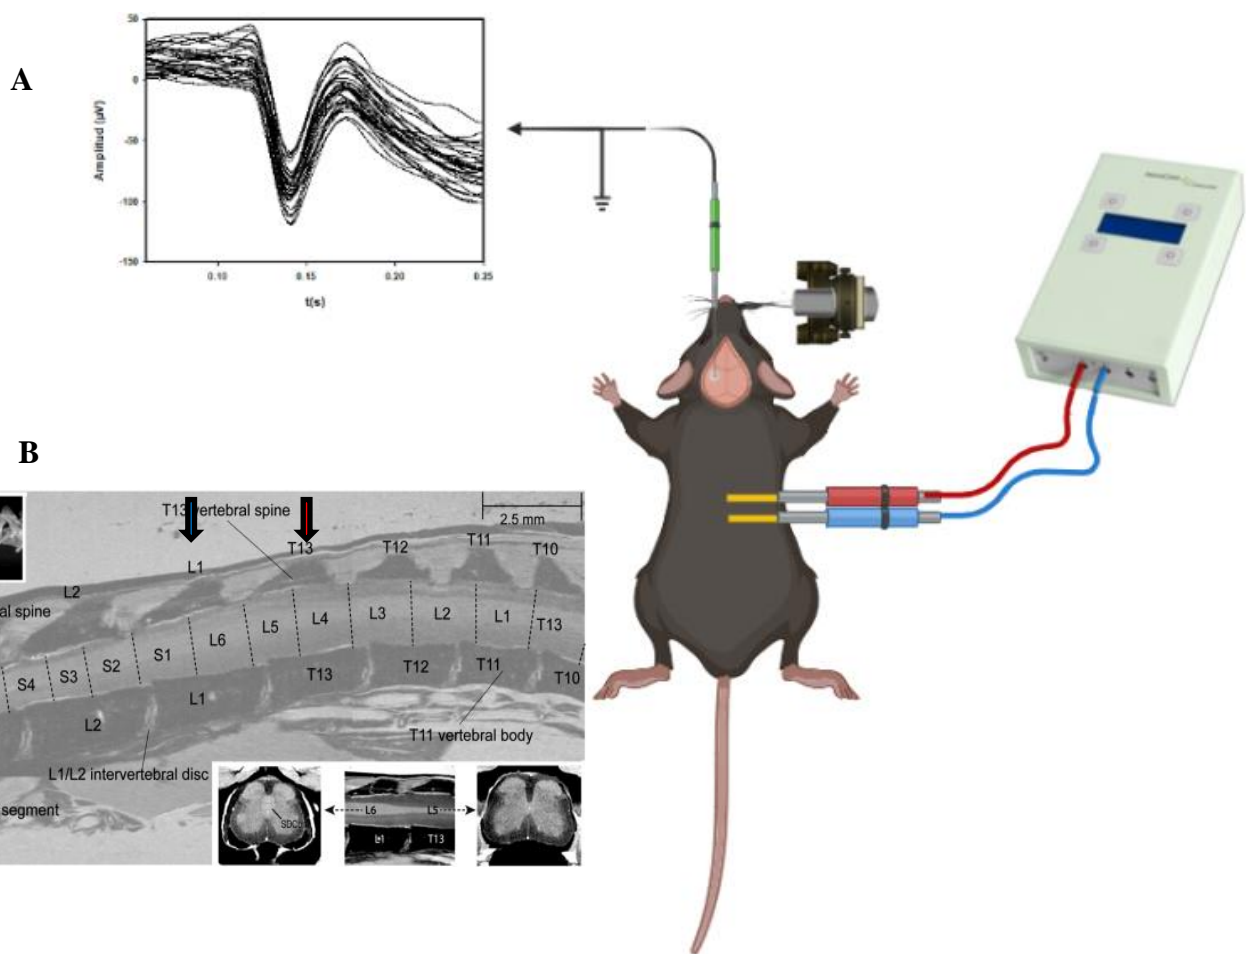 A
50
0
-50
-100
-150
Amplitud (µV)
0.10
0.15
0.20
0.25
t(s)
B
T13 vertebral spine
2.5 mm
L2
L1
T13
T12
T11
T10
al spine
S4
S3
S2
S1
L6
L5
L4
L3
L2
L1
T13
L2
L1
T13
T12
T11
T10
T11 vertebral body
L1/L2 intervertebral disc
segment
L6
L5
T13